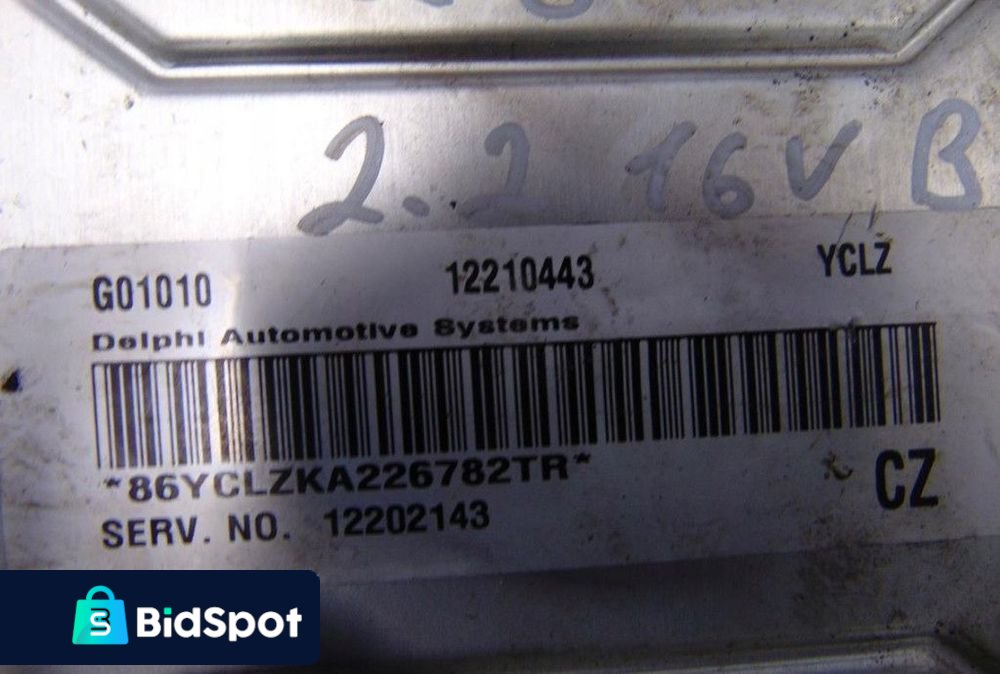 2.2 16V B
G01010 12210443 YCLZ
Delphi Automotive Systems
*86YCLZKA226782TR*
CZ
SERV. NO. 12202143
BidSpot